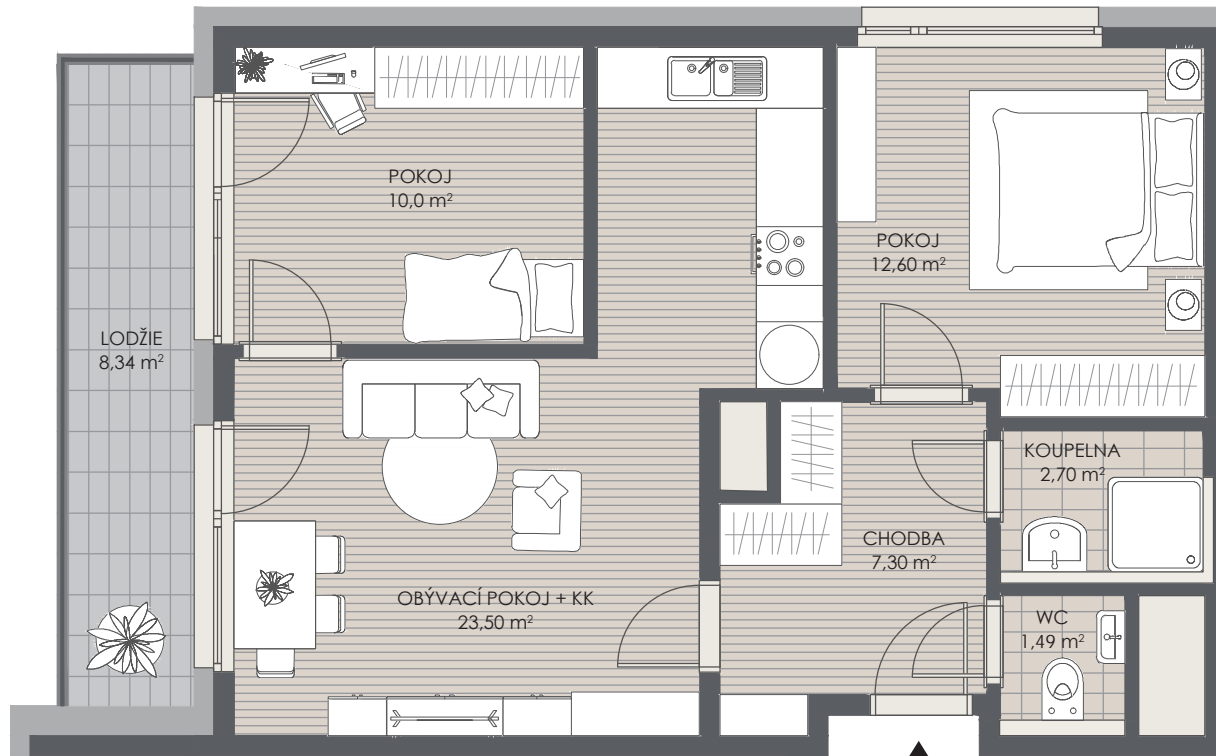 POKOJ
10,0 m²
POKOJ
12,60 m²
LODŽIE
8,34 m²
KOUPELNA
2,70 m²
CHODBA
7,30 m²
OBÝVACÍ POKOJ + KK
23,50 m²
WC
1,49 m²